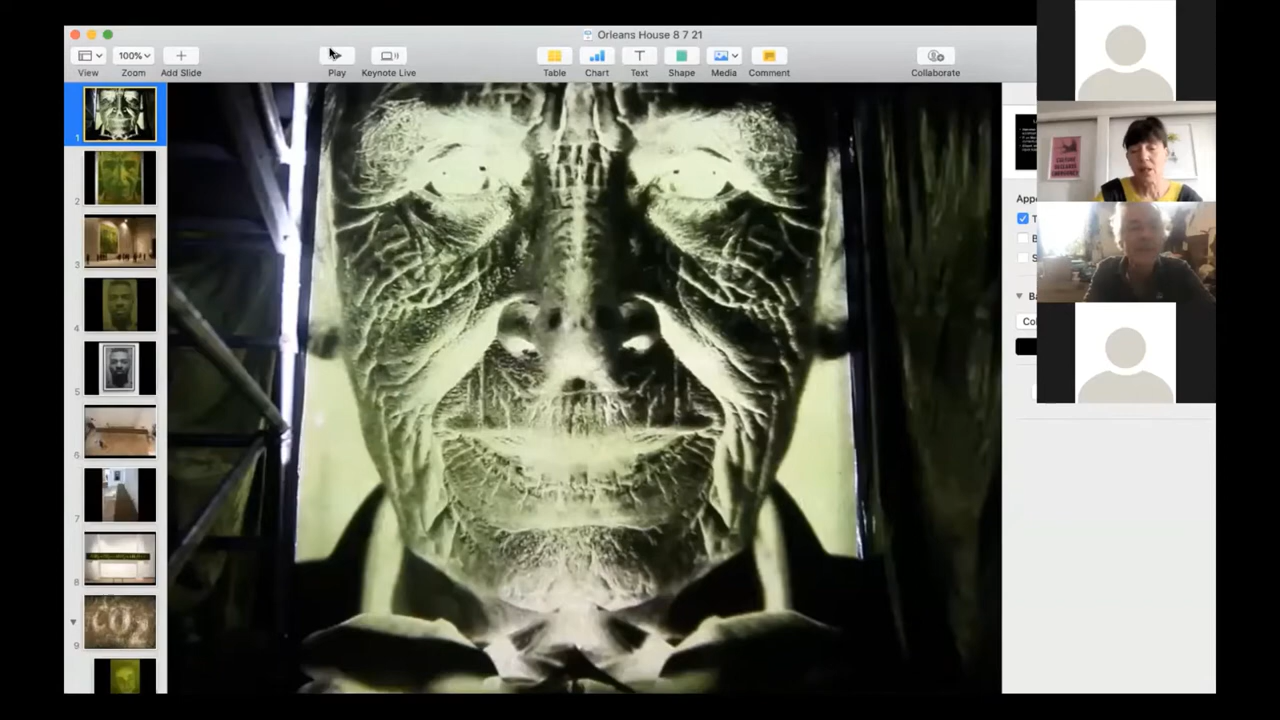 Orleans House 8 7 21
100%
View
Zoom
Add Slide
Play
Keynote Live
Table
Chart
Text
Shape
Media
Comment
Collaborate
1
2
3
4
5
6
7
8
9
CO2
CULTURE
DECLARES
EMERGENCY